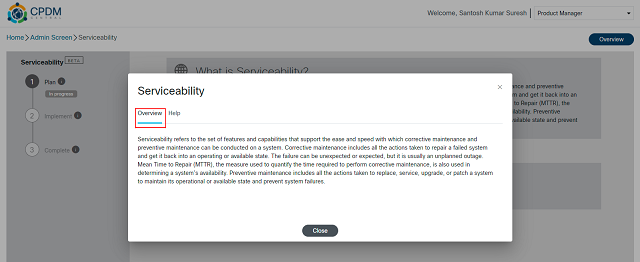 CPDM
CENTRAL
Welcome, Santosh Kumar Suresh
Product Manager
Home > Admin Screen > Serviceability
Overview
Serviceability BETA
1 Plan
In progress
2 Implement
3 Complete
What is Serviceability?
Serviceability
Overview Help
Serviceability refers to the set of features and capabilities that support the ease and speed with which corrective maintenance and
preventive maintenance can be conducted on a system. Corrective maintenance includes all the actions taken to repair a failed system
and get it back into an operating or available state. The failure can be unexpected or expected, but it is usually an unplanned outage.
Mean Time to Repair (MTTR), the measure used to quantify the time required to perform corrective maintenance, is also used in
determining a system's availability. Preventive maintenance includes all the actions taken to replace, service, upgrade, or patch a system
to maintain its operational or available state and prevent system failures.
Close
nance and preventive
em and get it back into an
e to Repair (MTTR), the
ilability. Preventive
available state and prevent